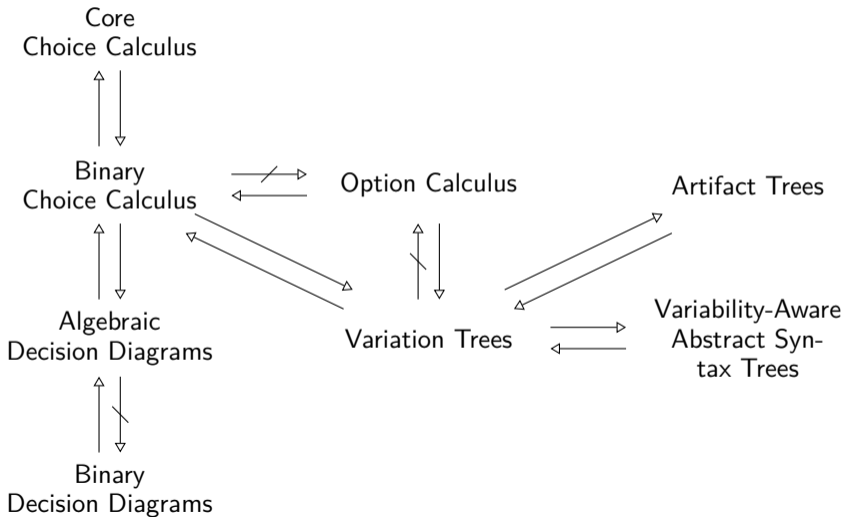 Core
Choice Calculus
Binary
Choice Calculus
Option Calculus
Artifact Trees
Algebraic
Decision Diagrams
Variation Trees
Variability-Aware
Abstract Syn-
tax Trees
Binary
Decision Diagrams